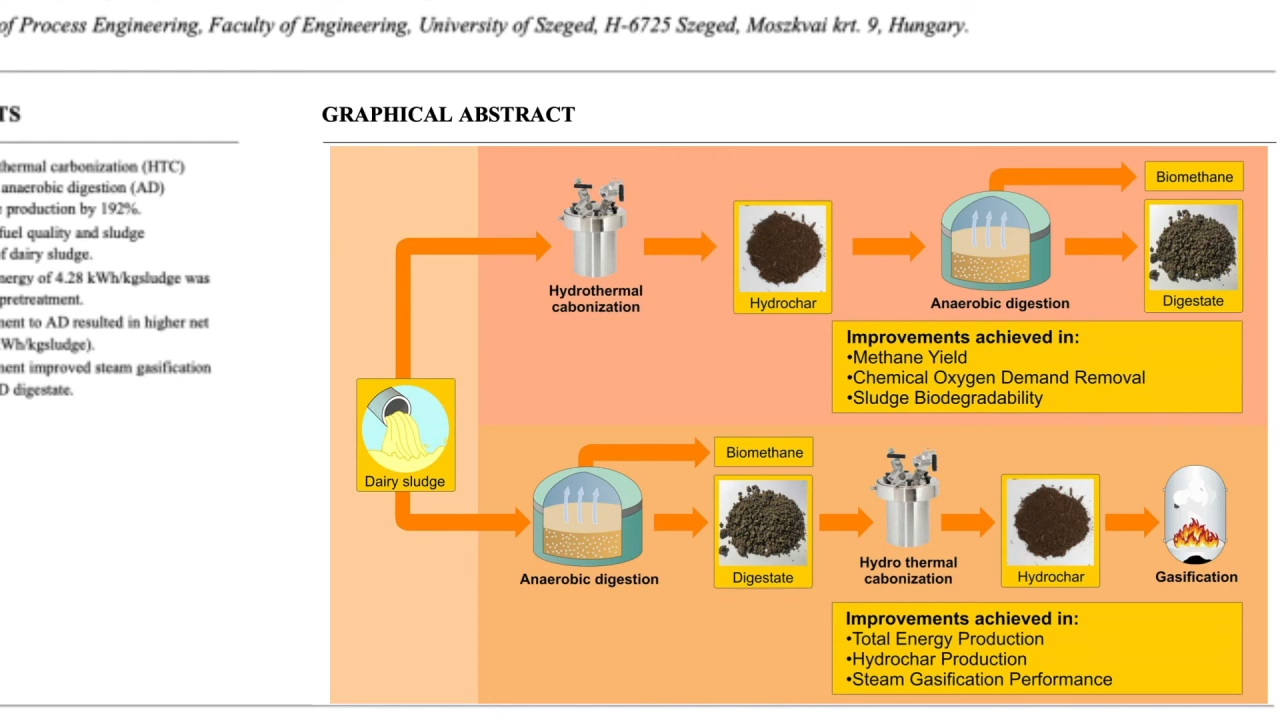 of Process Engineering, Faculty of Engineering, University of Szeged, H-6725 Szeged, Moszkvai krt. 9, Hungary.
TS
GRAPHICAL ABSTRACT
thermal carbonization (HTC)
anaerobic digestion (AD)
production by 192%.
fuel quality and sludge
of dairy sludge.
nergy of 4.28 kWh/kgsludge was
pretreatment.
ment to AD resulted in higher net
Wh/kgsludge).
ment improved steam gasification
D digestate.
Dairy sludge
Hydrothermal
cabonization
Hydrochar
Anaerobic digestion
Biomethane
Digestate
Improvements achieved in:
•Methane Yield
•Chemical Oxygen Demand Removal
•Sludge Biodegradability
Anaerobic digestion
Biomethane
Digestate
Hydro thermal
cabonization
Hydrochar
Gasification
Improvements achieved in:
•Total Energy Production
•Hydrochar Production
•Steam Gasification Performance